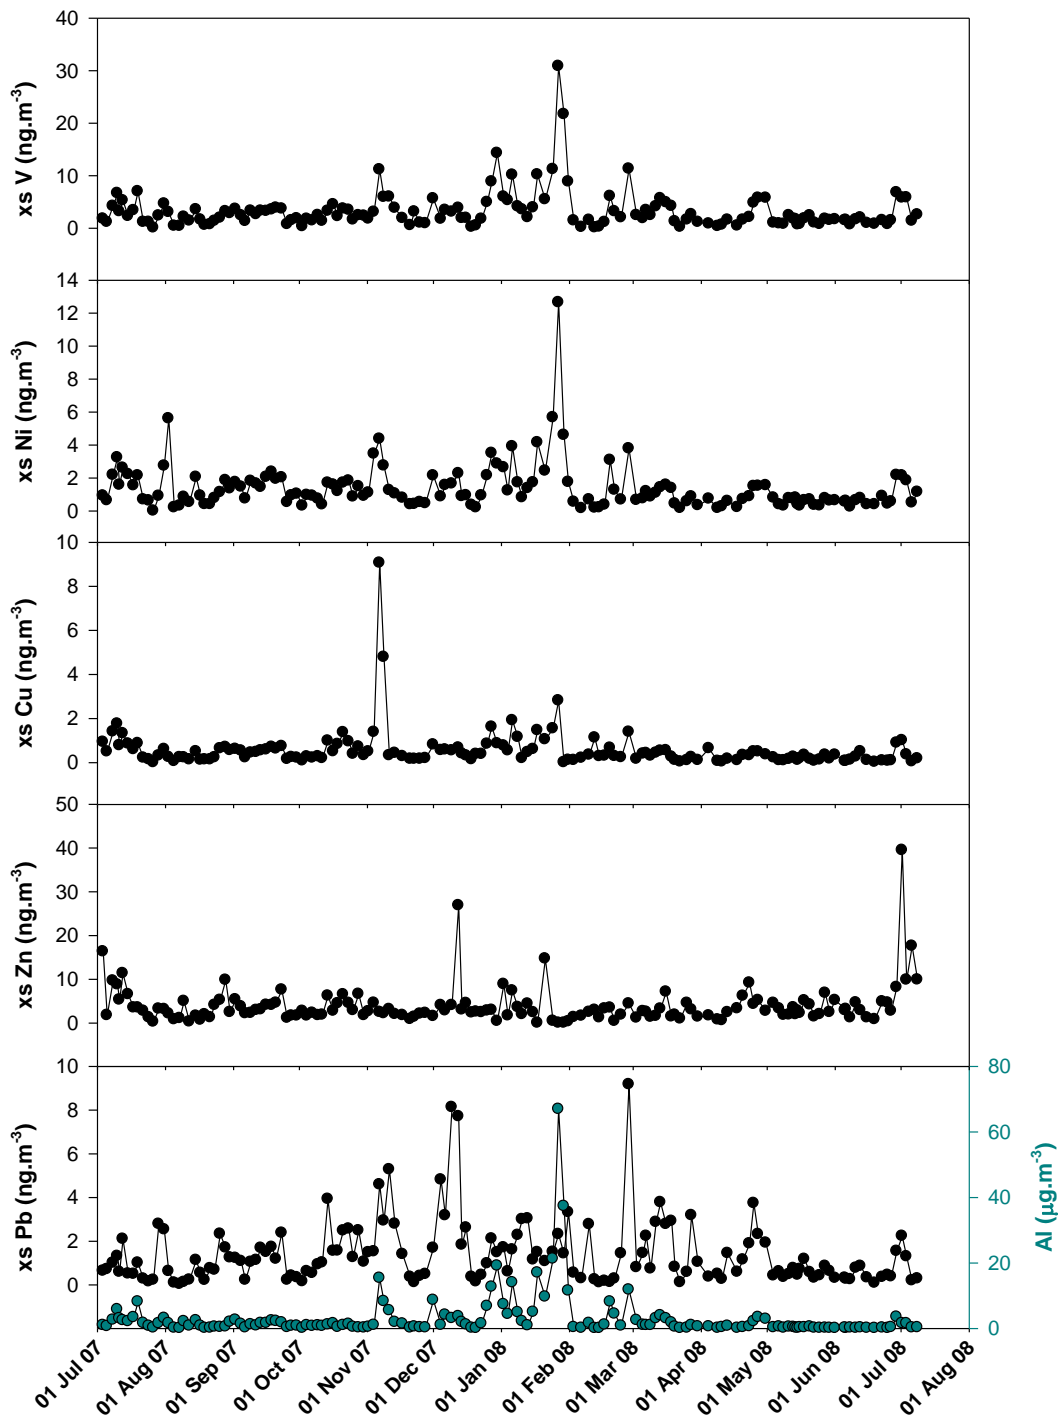 40
30
20
10
0
xs V (ng.m-3)
14
12
10
8
6
4
2
0
xs Ni (ng.m-3)
10
8
6
4
2
0
xs Cu (ng.m-3)
50
40
30
20
10
0
xs Zn (ng.m-3)
10
8
6
4
2
0
xs Pb (ng.m-3)
80
60
40
20
0
Al (µg.m-3)
01 Jul 07
01 Aug 07
01 Sep 07
01 Oct 07
01 Nov 07
01 Dec 07
01 Jan 08
01 Feb 08
01 Mar 08
01 Apr 08
01 May 08
01 Jun 08
01 Jul 08
01 Aug 08